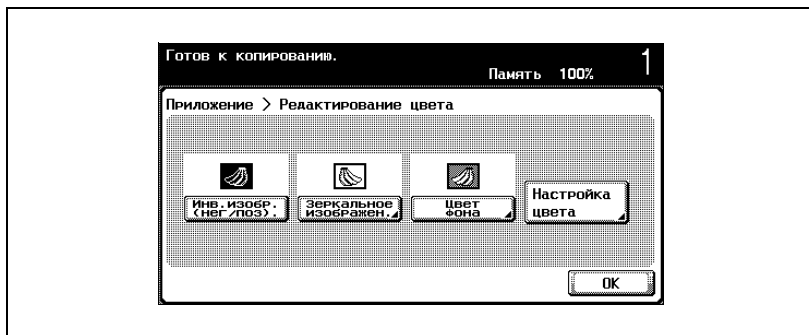 Готов к копированию.
Память 100%
1
Приложение > Редактирование цвета
Инв.изобр.
(нег/поз).
Зеркальное
изображен.
Цвет
фона
Настройка
цвета
OK